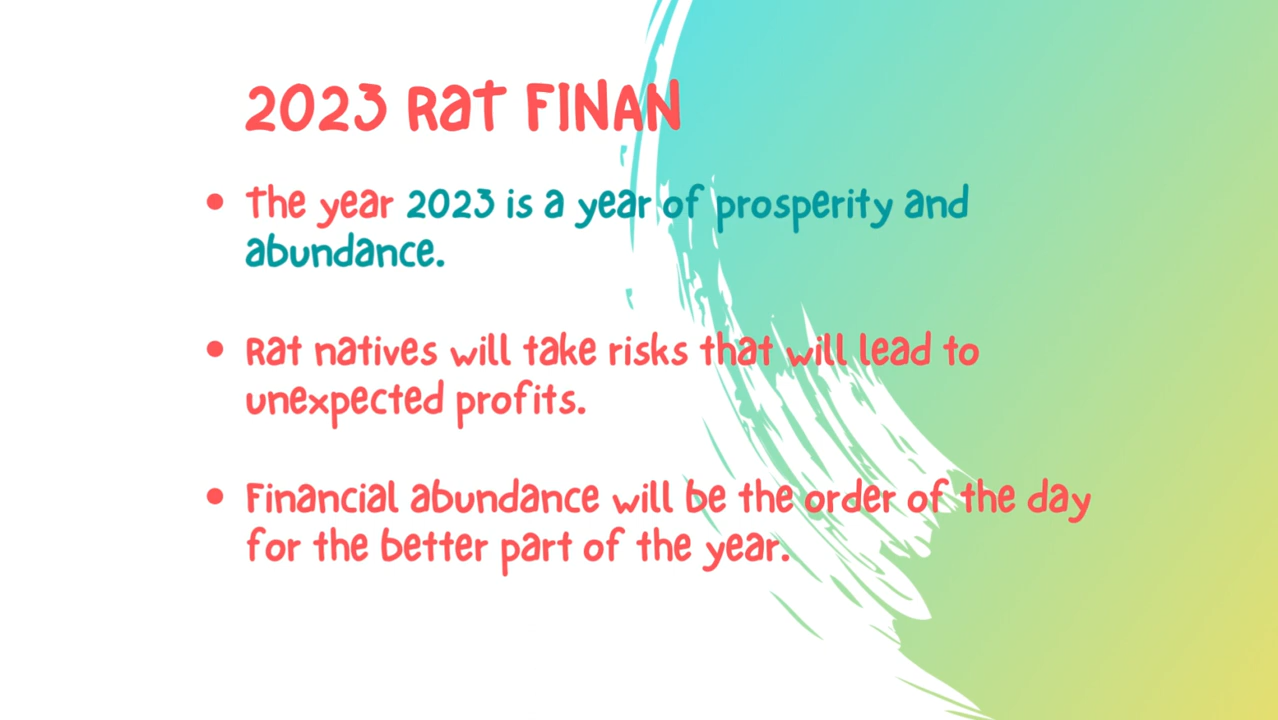 2023 Rat FINAN
• The year 2023 is a year of prosperity and
abundance.
• Rat natives will take risks that will lead to
unexpected profits.
• Financial abundance will be the order of the day
for the better part of the year.